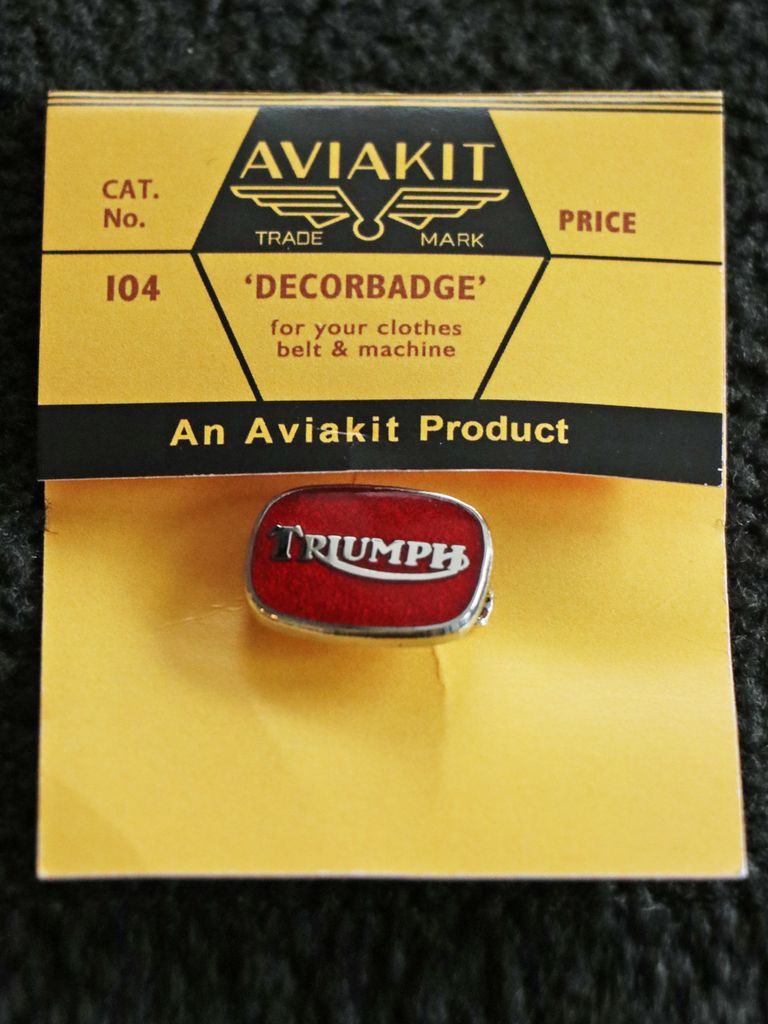 AVIAKIT
TRADE MARK
CAT.
No.
PRICE
104
'DECORBADGE'
for your clothes
belt & machine
An Aviakit Product
TRIUMPH